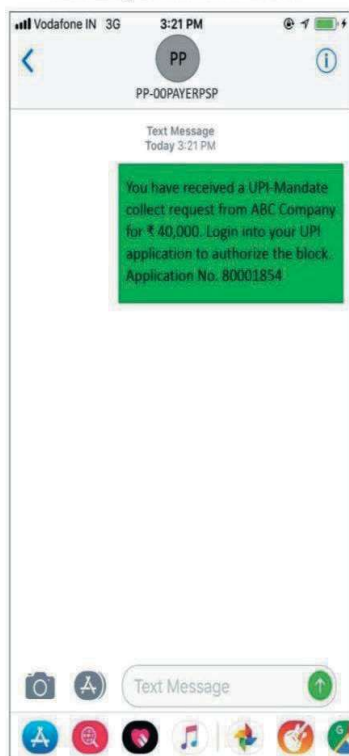 Vodafone IN 3G 3:21 PM
PP
PP-00PAYERPSP
Text Message
Today 3:21 PM
You have received a UPI-Mandate
collect request from ABC Company
for ₹ 40,000. Login into your UPI
application to authorize the block.
Application No. 80001854
Text Message